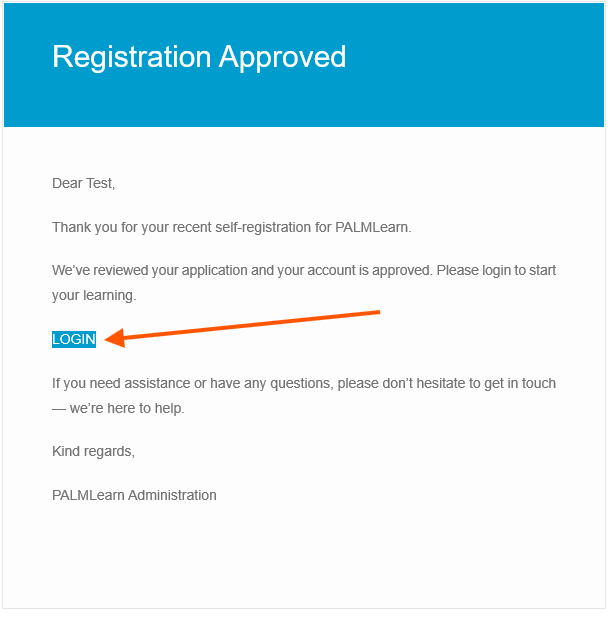 Registration Approved
Dear Test,
Thank you for your recent self-registration for PALMLearn.
We’ve reviewed your application and your account is approved. Please login to start
your learning.
LOGIN
If you need assistance or have any questions, please don’t hesitate to get in touch
— we’re here to help.
Kind regards,
PALMLearn Administration